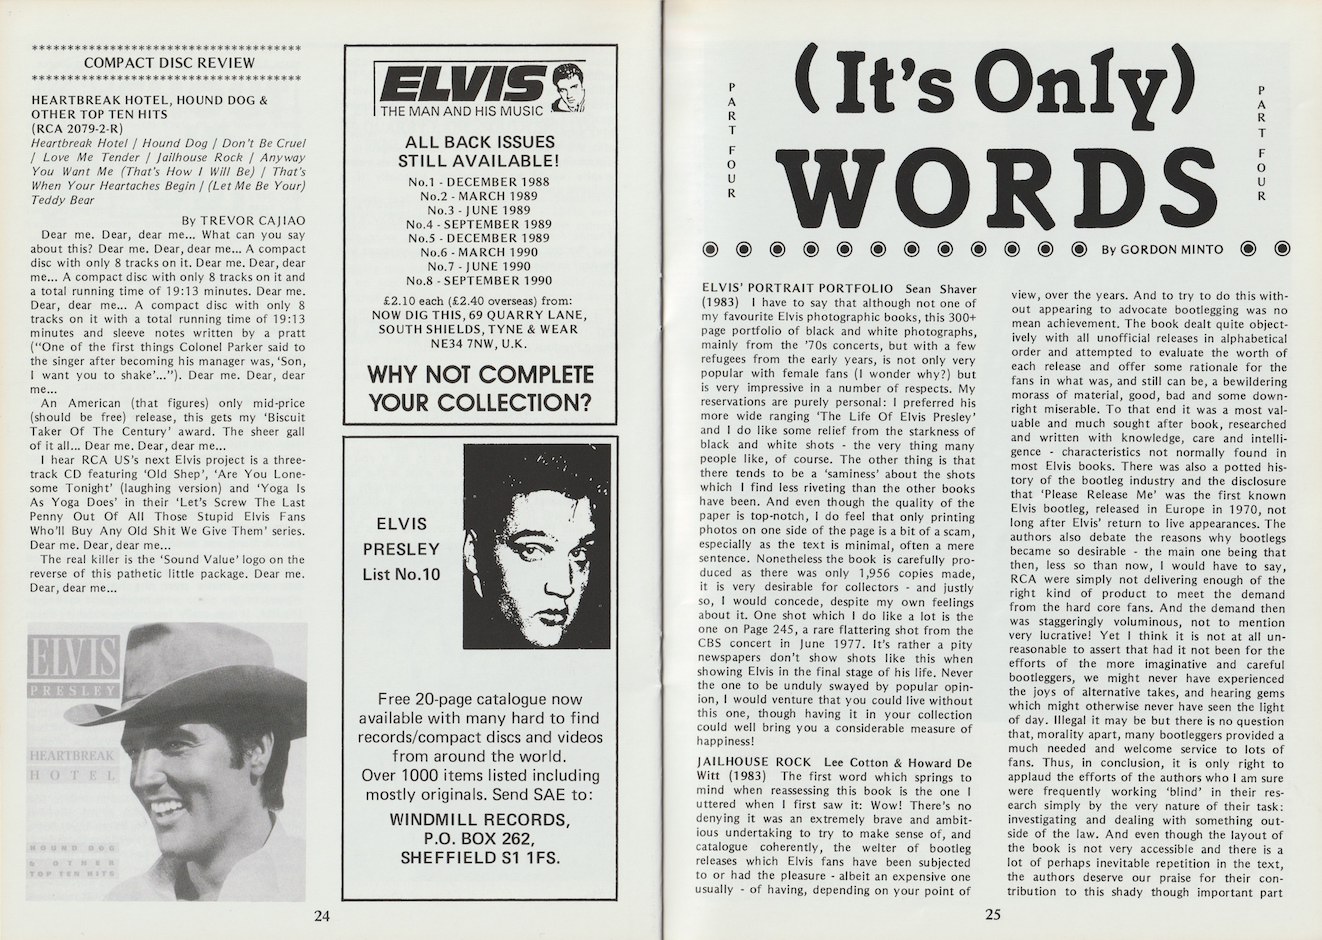 *************************************
COMPACT DISC REVIEW
*************************************
HEARTBREAK HOTEL, HOUND DOG &
OTHER TOP TEN HITS
(RCA 2079-2-R)
Heartbreak Hotel / Hound Dog / Don't Be Cruel
/ Love Me Tender / Jailhouse Rock / Anyway
You Want Me (That's How I Will Be) / That's
When Your Heartaches Begin / (Let Me Be Your)
Teddy Bear
By TREVOR CAJIAO
Dear me. Dear, dear me... What can you say
about this? Dear me. Dear, dear me... A compact
disc with only 8 tracks on it. Dear me. Dear, dear
me... A compact disc with only 8 tracks on it and
a total running time of 19:13 minutes. Dear me.
Dear, dear me... A compact disc with only 8
tracks on it with a total running time of 19:13
minutes and sleeve notes written by a pratt
("One of the first things Colonel Parker said to
the singer after becoming his manager was, 'Son,
I want you to shake'..."). Dear me. Dear, dear
me...
An American (that figures) only mid-price
(should be free) release, this gets my 'Biscuit
Taker Of The Century' award. The sheer gall
of it all... Dear me. Dear, dear me...
I hear RCA US's next Elvis project is a three-
track CD featuring 'Old Shep', 'Are You Lone-
some Tonight' (laughing version) and 'Yoga Is
As Yoga Does' in their 'Let's Screw The Last
Penny Out Of All Those Stupid Elvis Fans
Who'll Buy Any Old Shit We Give Them' series.
Dear me. Dear, dear me...
The real killer is the 'Sound Value' logo on the
reverse of this pathetic little package. Dear me.
Dear, dear me...
ELVIS
PRESLEY
HEARTBREAK
HOTEL
HOUND DOG
& OTHER
TOP TEN HITS
ELVIS
THE MAN AND HIS MUSIC
ALL BACK ISSUES
STILL AVAILABLE!
No.1 - DECEMBER 1988
No.2 - MARCH 1989
No.3 - JUNE 1989
No.4 - SEPTEMBER 1989
No.5 - DECEMBER 1989
No.6 - MARCH 1990
No.7 - JUNE 1990
No.8 - SEPTEMBER 1990
£2.10 each (£2.40 overseas) from:
NOW DIG THIS, 69 QUARRY LANE,
SOUTH SHIELDS, TYNE & WEAR
NE34 7NW, U.K.
WHY NOT COMPLETE
YOUR COLLECTION?
ELVIS
PRESLEY
List No.10
Free 20-page catalogue now
available with many hard to find
records/compact discs and videos
from around the world.
Over 1000 items listed including
mostly originals. Send SAE to:
WINDMILL RECORDS,
P.O. BOX 262,
SHEFFIELD S1 1FS.
24
PART FOUR
(It's Only)
WORDS
PART FOUR
By GORDON MINTO
ELVIS' PORTRAIT PORTFOLIO Sean Shaver
(1983) I have to say that although not one of
my favourite Elvis photographic books, this 300+
page portfolio of black and white photographs,
mainly from the '70s concerts, but with a few
refugees from the early years, is not only very
popular with female fans (I wonder why?) but
is very impressive in a number of respects. My
reservations are purely personal: I preferred his
more wide ranging 'The Life Of Elvis Presley'
and I do like some relief from the starkness of
black and white shots - the very thing many
people like, of course. The other thing is that
there tends to be a 'saminess' about the shots
which I find less riveting than the other books
have been. And even though the quality of the
paper is top-notch, I do feel that only printing
photos on one side of the page is a bit of a scam,
especially as the text is minimal, often a mere
sentence. Nonetheless the book is carefully pro-
duced as there was only 1,956 copies made,
it is very desirable for collectors - and justly
so, I would concede, despite my own feelings
about it. One shot which I do like a lot is the
one on Page 245, a rare flattering shot from the
CBS concert in June 1977. It's rather a pity
newspapers don't show shots like this when
showing Elvis in the final stage of his life. Never
the one to be unduly swayed by popular opin-
ion, I would venture that you could live without
this one, though having it in your collection
could well bring you a considerable measure of
happiness!
JAILHOUSE ROCK Lee Cotton & Howard De
Witt (1983) The first word which springs to
mind when reassessing this book is the one I
uttered when I first saw it: Wow! There's no
denying it was an extremely brave and ambit-
ious undertaking to try to make sense of, and
catalogue coherently, the welter of bootleg
releases which Elvis fans have been subjected
to or had the pleasure - albeit an expensive one
usually - of having, depending on your point of
view, over the years. And to try to do this with-
out appearing to advocate bootlegging was no
mean achievement. The book dealt quite object-
ively with all unofficial releases in alphabetical
order and attempted to evaluate the worth of
each release and offer some rationale for the
fans in what was, and still can be, a bewildering
morass of material, good, bad and some down-
right miserable. To that end it was a most val-
uable and much sought after book, researched
and written with knowledge, care and intelli-
gence - characteristics not normally found in
most Elvis books. There was also a potted his-
tory of the bootleg industry and the disclosure
that 'Please Release Me' was the first known
Elvis bootleg, released in Europe in 1970, not
long after Elvis' return to live appearances. The
authors also debate the reasons why bootlegs
became so desirable - the main one being that
then, less so than now, I would have to say,
RCA were simply not delivering enough of the
right kind of product to meet the demand
from the hard core fans. And the demand then
was staggeringly voluminous, not to mention
very lucrative! Yet I think it is not at all un-
reasonable to assert that had it not been for the
efforts of the more imaginative and careful
bootleggers, we might never have experienced
the joys of alternative takes, and hearing gems
which might otherwise never have seen the light
of day. Illegal it may be but there is no question
that, morality apart, many bootleggers provided a
much needed and welcome service to lots of
fans. Thus, in conclusion, it is only right to
applaud the efforts of the authors who I am sure
were frequently working 'blind' in their res-
earch simply by the very nature of their task:
investigating and dealing with something out-
side of the law. And even though the layout of
the book is not very accessible and there is a
lot of perhaps inevitable repetition in the text,
the authors deserve our praise for their con-
tribution to this shady though important part
25